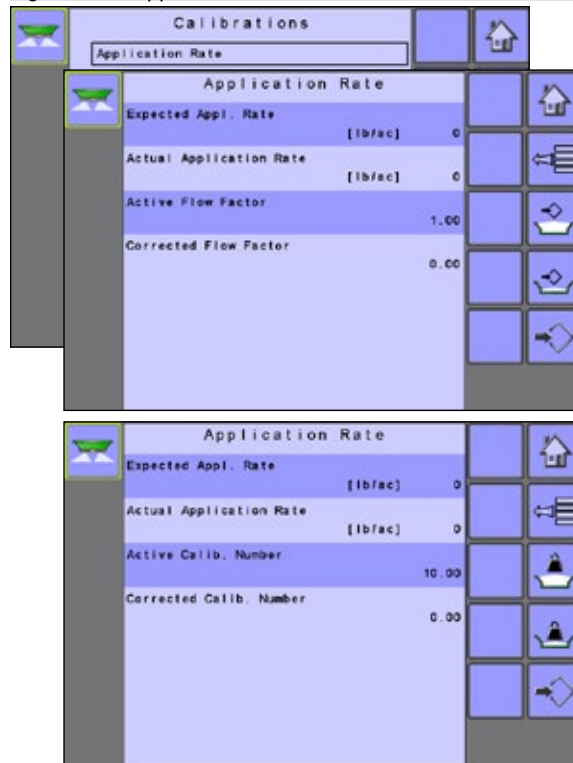 Calibrations
Application Rate
Application Rate
Expected Appl. Rate
[lb/ac] 0
Actual Application Rate
[lb/ac] 0
Active Flow Factor
1.00
Corrected Flow Factor
0.00
Application Rate
Expected Appl. Rate
[lb/ac] 0
Actual Application Rate
[lb/ac] 0
Active Calib. Number
10.00
Corrected Calib. Number
0.00